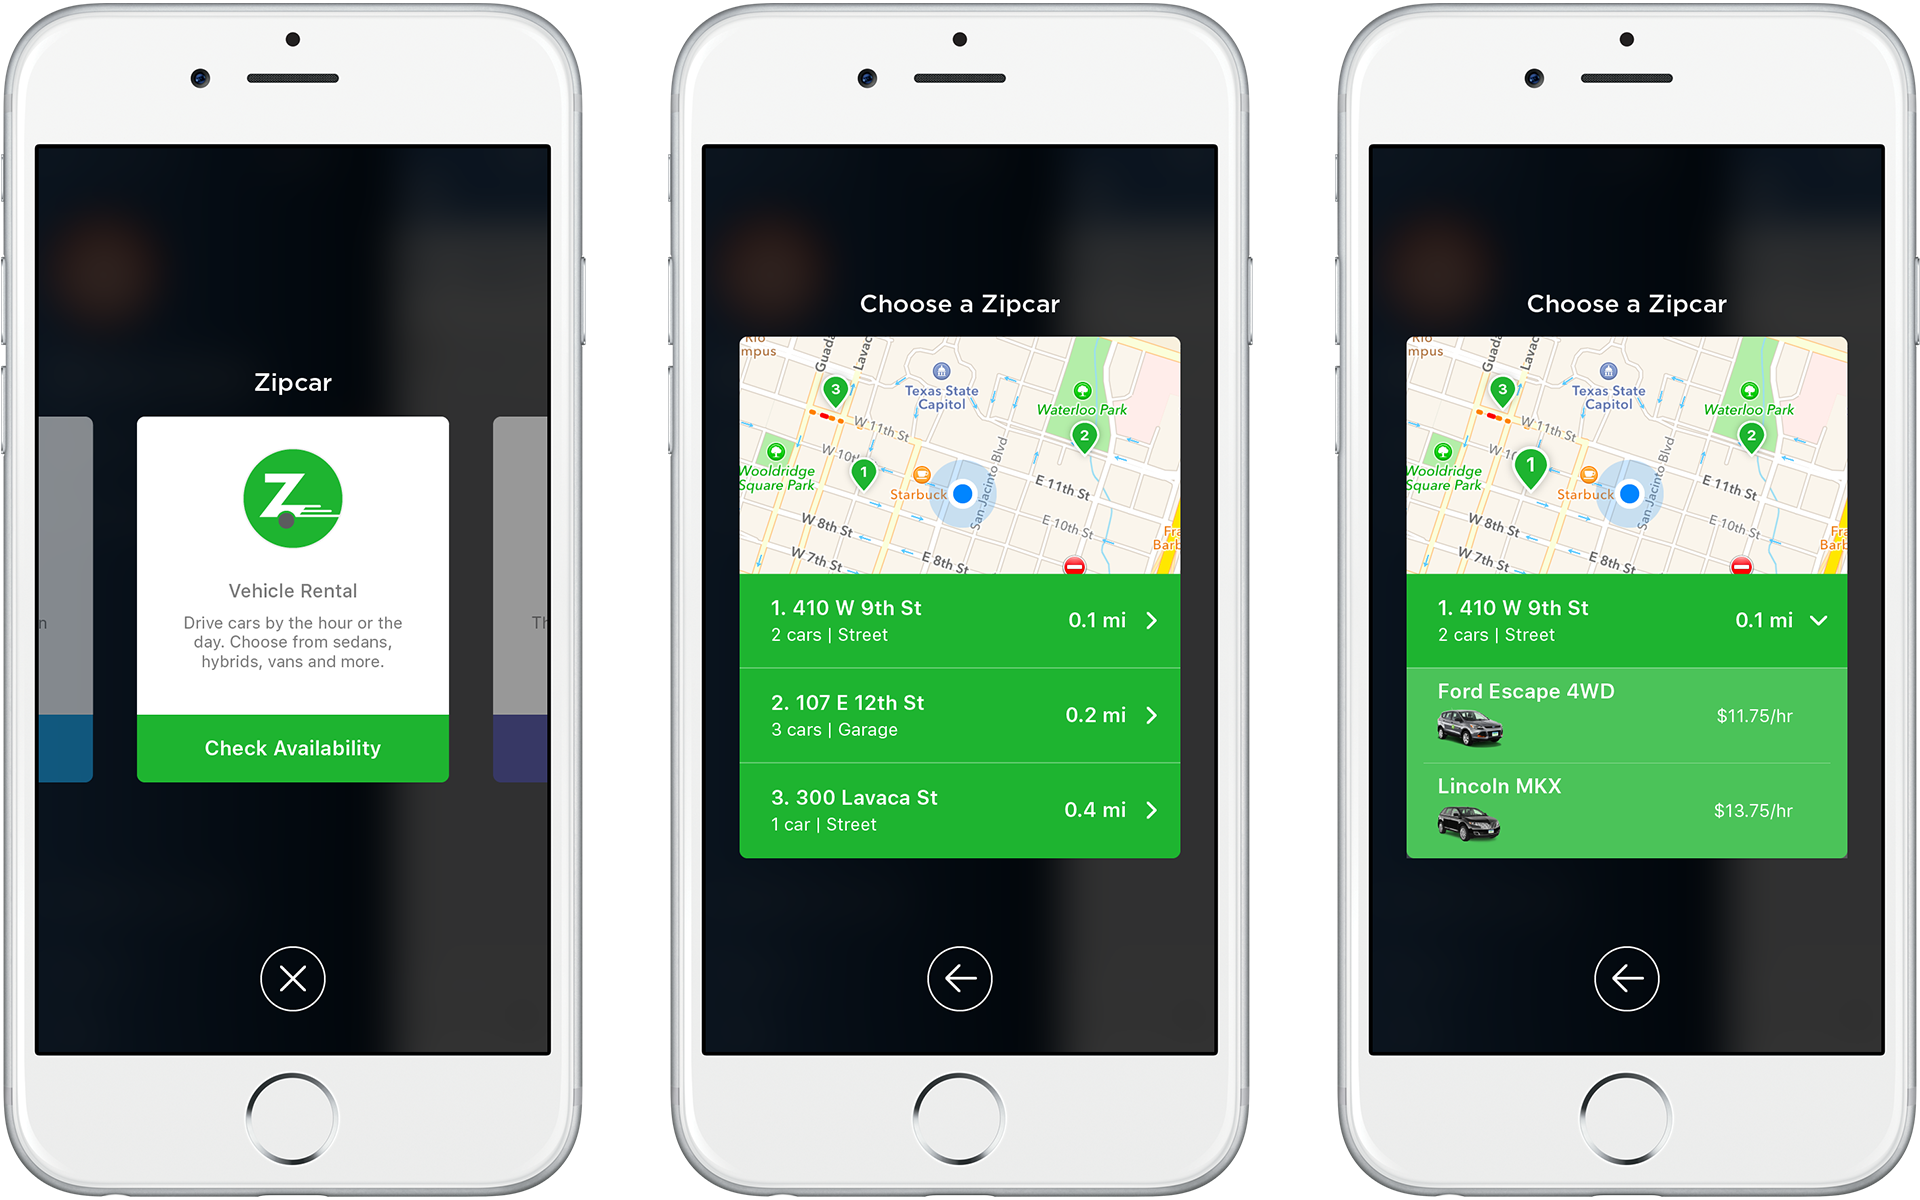 Zipcar
Z
Vehicle Rental
Drive cars by the hour or the
day. Choose from sedans,
hybrids, vans and more.
Check Availability
n
Th
Choose a Zipcar
Rio
mpus
Guada
Lavac
3
Texas State
Capitol
Waterloo Park
2
W 11th St
W 10t
Wooldridge
Square Park
1
Starbuck
San Jacinto Blvd
E 11th St
E 10th St
W 8th St
W 7th St
E 8th St
Fra
Barb
1. 410 W 9th St
2 cars | Street
0.1 mi
2. 107 E 12th St
3 cars | Garage
0.2 mi
3. 300 Lavaca St
1 car | Street
0.4 mi
Choose a Zipcar
Rio
mpus
Guada
Lavac
3
Texas State
Capitol
Waterloo Park
2
W 11th St
W 10
Wooldridge
Square Park
1
Starbuck
San Jacinto Blvd
E 11th St
E 10th St
W 8th St
W 7th St
E 8th St
Fra
Barb
1. 410 W 9th St
2 cars | Street
0.1 mi
Ford Escape 4WD
$11.75/hr
Lincoln MKX
$13.75/hr